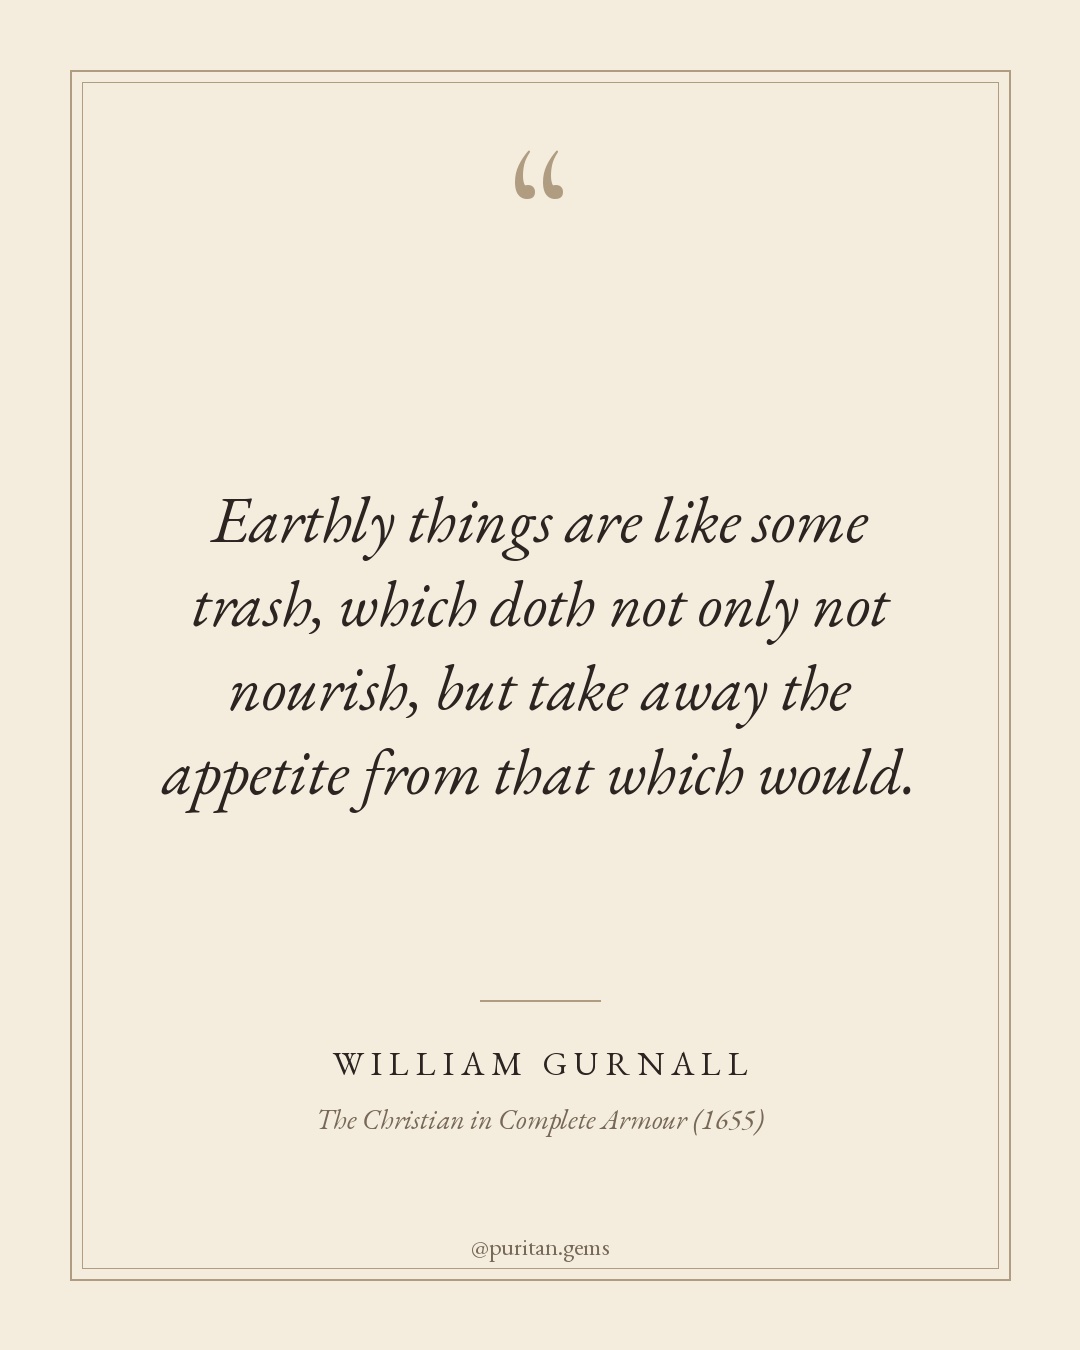 “
Earthly things are like some
trash, which doth not only not
nourish, but take away the
appetite from that which would.
WILLIAM GURNALL
The Christian in Complete Armour (1655)
@puritan.gems